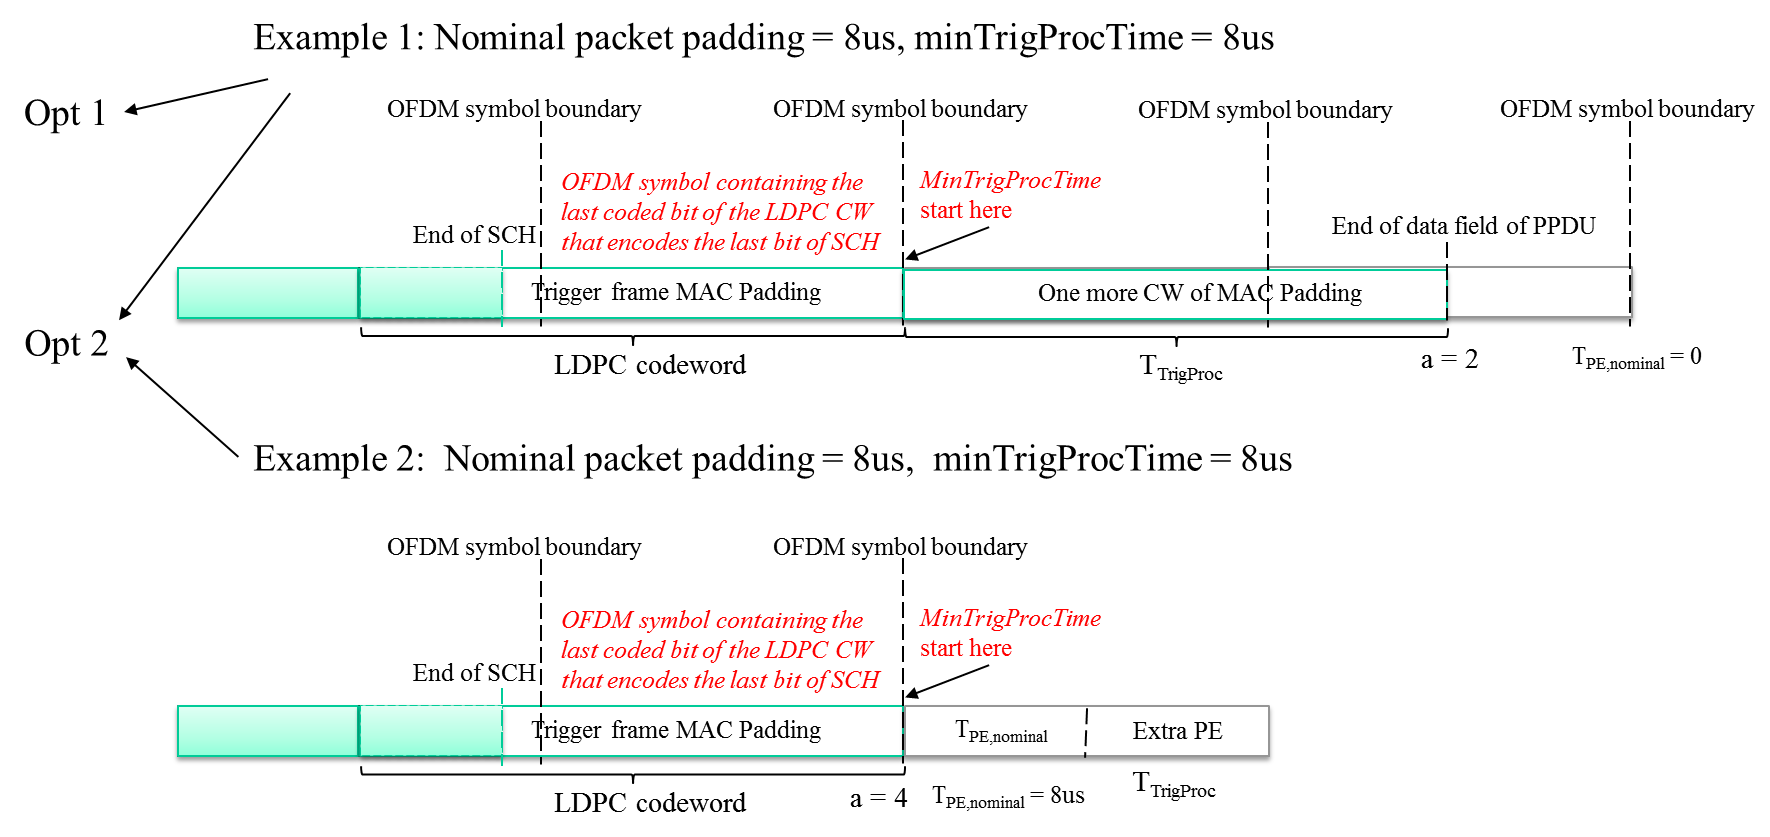 Example 1: Nominal packet padding = 8us, minTrigProcTime = 8us
Opt 1
OFDM symbol boundary
OFDM symbol boundary
OFDM symbol boundary
OFDM symbol boundary
OFDM symbol containing the
last coded bit of the LDPC CW
that encodes the last bit of SCH
MinTrigProcTime
start here
End of SCH
End of data field of PPDU
Trigger frame MAC Padding
One more CW of MAC Padding
Opt 2
LDPC codeword
TTrigProc
a = 2
TPE,nominal = 0
Example 2: Nominal packet padding = 8us, minTrigProcTime = 8us
OFDM symbol boundary
OFDM symbol boundary
OFDM symbol containing the
last coded bit of the LDPC CW
that encodes the last bit of SCH
MinTrigProcTime
start here
End of SCH
Trigger frame MAC Padding
TPE,nominal
Extra PE
LDPC codeword
a = 4
TPE,nominal = 8us
TTrigProc